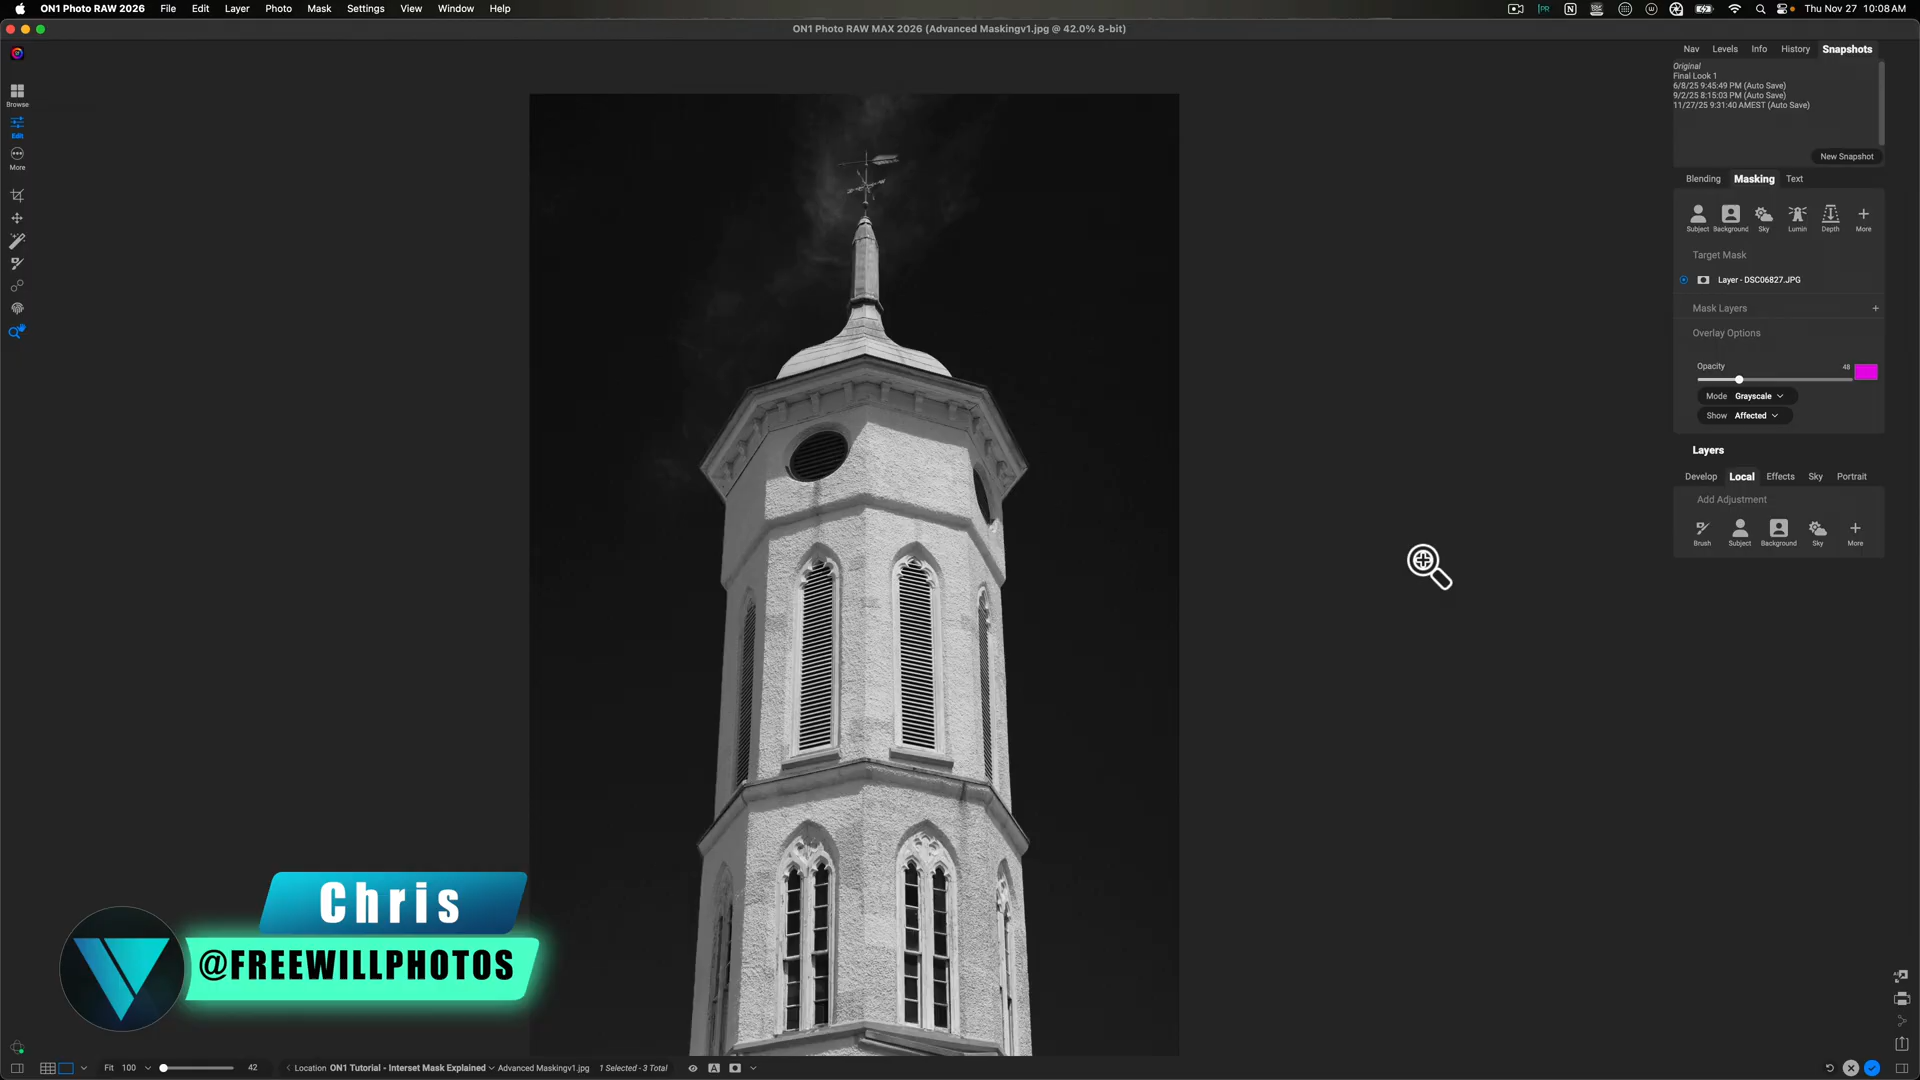 ON1 Photo RAW 2026 File Edit Layer Photo Mask Settings View Window Help Thu Nov 27 10:08 AM
ON1 Photo RAW MAX 2026 (Advanced Maskingv1.jpg @ 42.0% 8-bit)
Nav Levels Info History Snapshots
Original
Final Look 1
6/8/25 9:45:49 PM (Auto Save)
9/2/25 8:15:03 PM (Auto Save)
11/27/25 9:31:40 AMEST (Auto Save)
New Snapshot
Browse
Edit
More
Blending Masking Text
Subject Background Sky Lumin Depth More
Target Mask
Layer - DSC06827.JPG
Mask Layers
Overlay Options
Opacity 48
Mode Grayscale
Show Affected
Layers
Develop Local Effects Sky Portrait
Add Adjustment
Brush Subject Background Sky More
Chris
@FREEWILLPHOTOS
Fit 100 42 Location ON1 Tutorial - Interset Mask Explained Advanced Maskingv1.jpg 1 Selected - 3 Total A